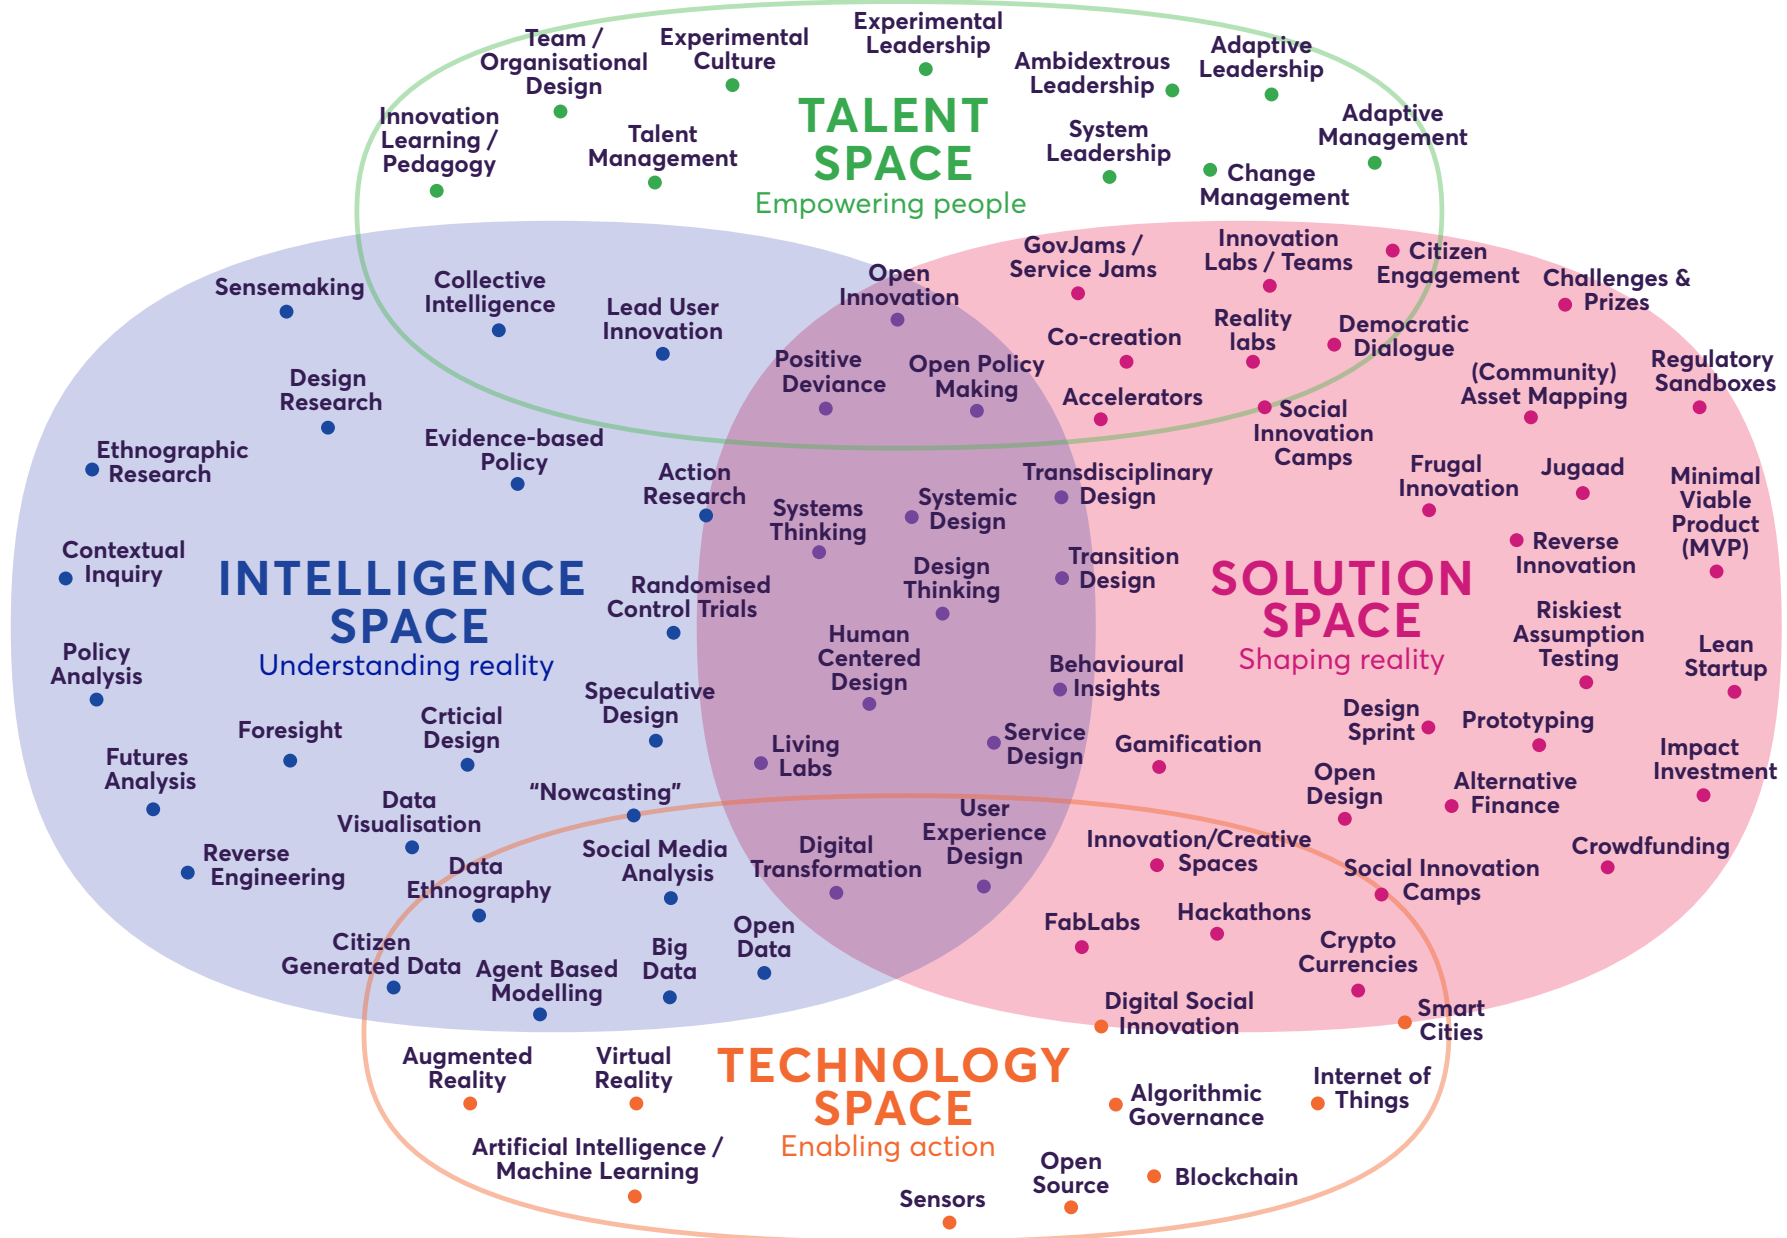 Experimental
Leadership
Team /
Organisational
Design
Experimental
Culture
Ambidextrous
Leadership
Adaptive
Leadership
Innovation
Learning /
Pedagogy
Talent
Management
TALENT
SPACE
Empowering people
System
Leadership
Adaptive
Management
Change
Management
Sensemaking
Collective
Intelligence
Lead User
Innovation
Open
Innovation
GovJams /
Service Jams
Innovation
Labs / Teams
Citizen
Engagement
Challenges &
Prizes
Design
Research
Positive
Deviance
Open Policy
Making
Co-creation
Reality
labs
Democratic
Dialogue
(Community)
Asset Mapping
Regulatory
Sandboxes
Accelerators
Social
Innovation
Camps
Ethnographic
Research
Evidence-based
Policy
Action
Research
Systems
Thinking
Systemic
Design
Transdisciplinary
Design
Frugal
Innovation
Jugaad
Minimal
Viable
Product
(MVP)
Contextual
Inquiry
INTELLIGENCE
SPACE
Understanding reality
Randomised
Control Trials
Design
Thinking
Transition
Design
SOLUTION
SPACE
Shaping reality
Reverse
Innovation
Riskiest
Assumption
Testing
Lean
Startup
Policy
Analysis
Human
Centered
Design
Behavioural
Insights
Speculative
Design
Foresight
Crticial
Design
Futures
Analysis
Living
Labs
Service
Design
Gamification
Design
Sprint
Prototyping
Impact
Investment
Open
Design
Alternative
Finance
"Nowcasting"
Data
Visualisation
User
Experience
Design
Reverse
Engineering
Data
Ethnography
Social Media
Analysis
Digital
Transformation
Innovation/Creative
Spaces
Social Innovation
Camps
Crowdfunding
Citizen
Generated Data
Agent Based
Modelling
Big
Data
Open
Data
FabLabs
Hackathons
Crypto
Currencies
Digital Social
Innovation
Smart
Cities
Augmented
Reality
Virtual
Reality
TECHNOLOGY
SPACE
Enabling action
Algorithmic
Governance
Internet of
Things
Artificial Intelligence /
Machine Learning
Sensors
Open
Source
Blockchain